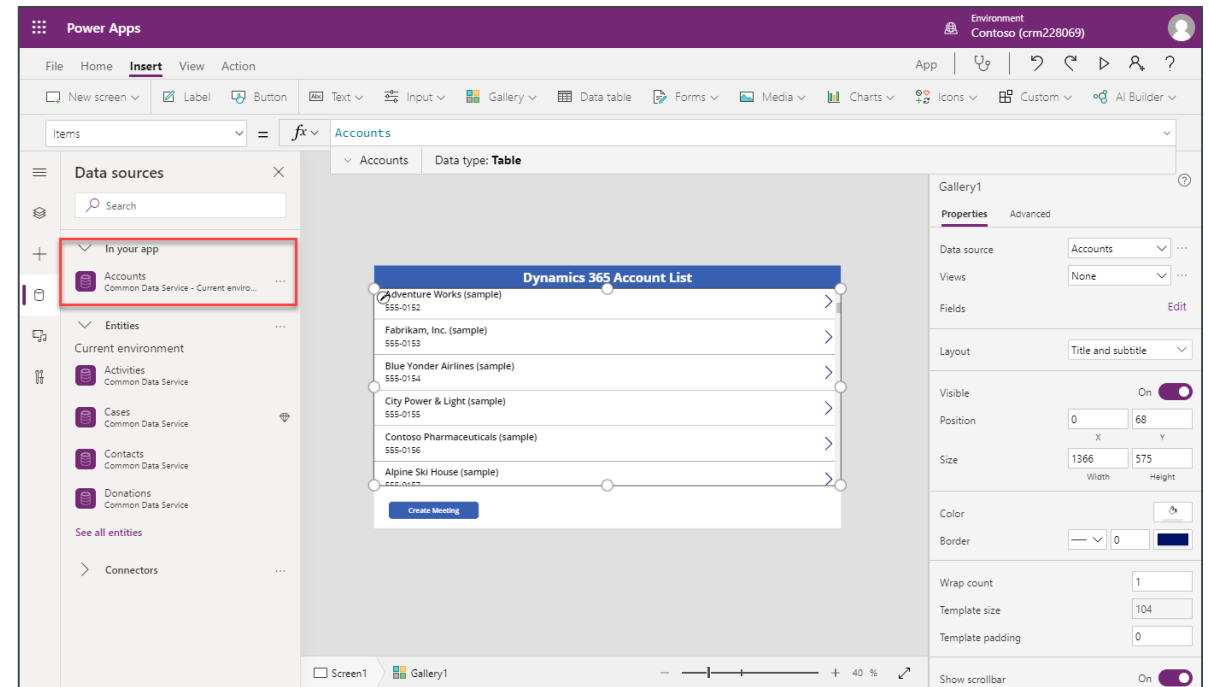 Power Apps
Environment
Contoso (crm228069)
File Home Insert View Action
App
New screen Label Button Text Input Gallery Data table Forms Media Charts Icons Custom AI Builder
Items = fx Accounts
Accounts Data type: Table
Data sources
Search
In your app
Accounts
Common Data Service - Current enviro...
Entities
Current environment
Activities
Common Data Service
Cases
Common Data Service
Contacts
Common Data Service
Donations
Common Data Service
See all entities
Connectors
Dynamics 365 Account List
Adventure Works (sample)
555-0152
Fabrikam, Inc. (sample)
555-0153
Blue Yonder Airlines (sample)
555-0154
City Power & Light (sample)
555-0155
Contoso Pharmaceuticals (sample)
555-0156
Alpine Ski House (sample)
555-0157
Create Meeting
Screen1 Gallery1
40 %
Gallery1
Properties Advanced
Data source Accounts
Views None
Fields Edit
Layout Title and subtitle
Visible On
Position 0 68
X Y
Size 1366 575
Width Height
Color
Border 0
Wrap count 1
Template size 104
Template padding 0
Show scrollbar On